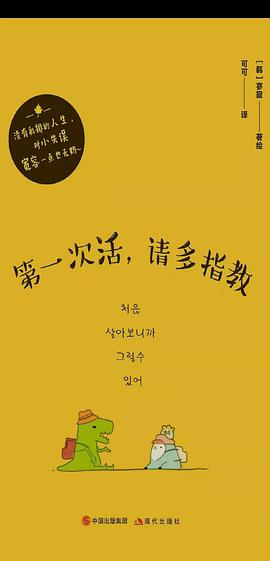 没有彩排的人生，
对小失误
宽容一点也无妨~
[韩] 寥寂——著绘
可可——译
第一次活，请多指教
처음
살아보니까
그럴수
있어
中国出版集团 现代出版社